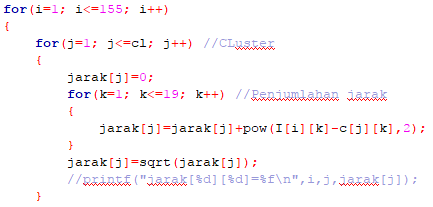 for(i=1; i<=155; i++)
{
for(j=1; j<=cl; j++) //CLuster
{
jarak[j]=0;
for(k=1; k<=19; k++) //Penjumlahan jarak
{
jarak[j]=jarak[j]+pow(I[i][k]-c[j][k],2);
}
jarak[j]=sqrt(jarak[j]);
//printf("jarak[%d][%d]=%f\n",i,j,jarak[j]);
}